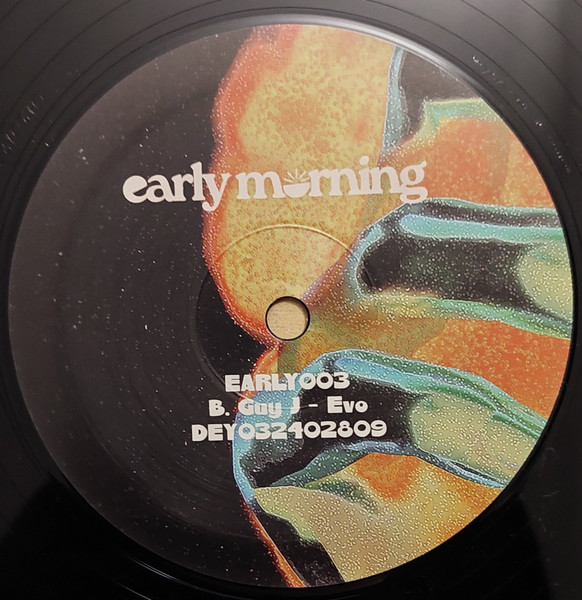 early morning
EARLY003
B. Guy J - Evo
DEY032402809